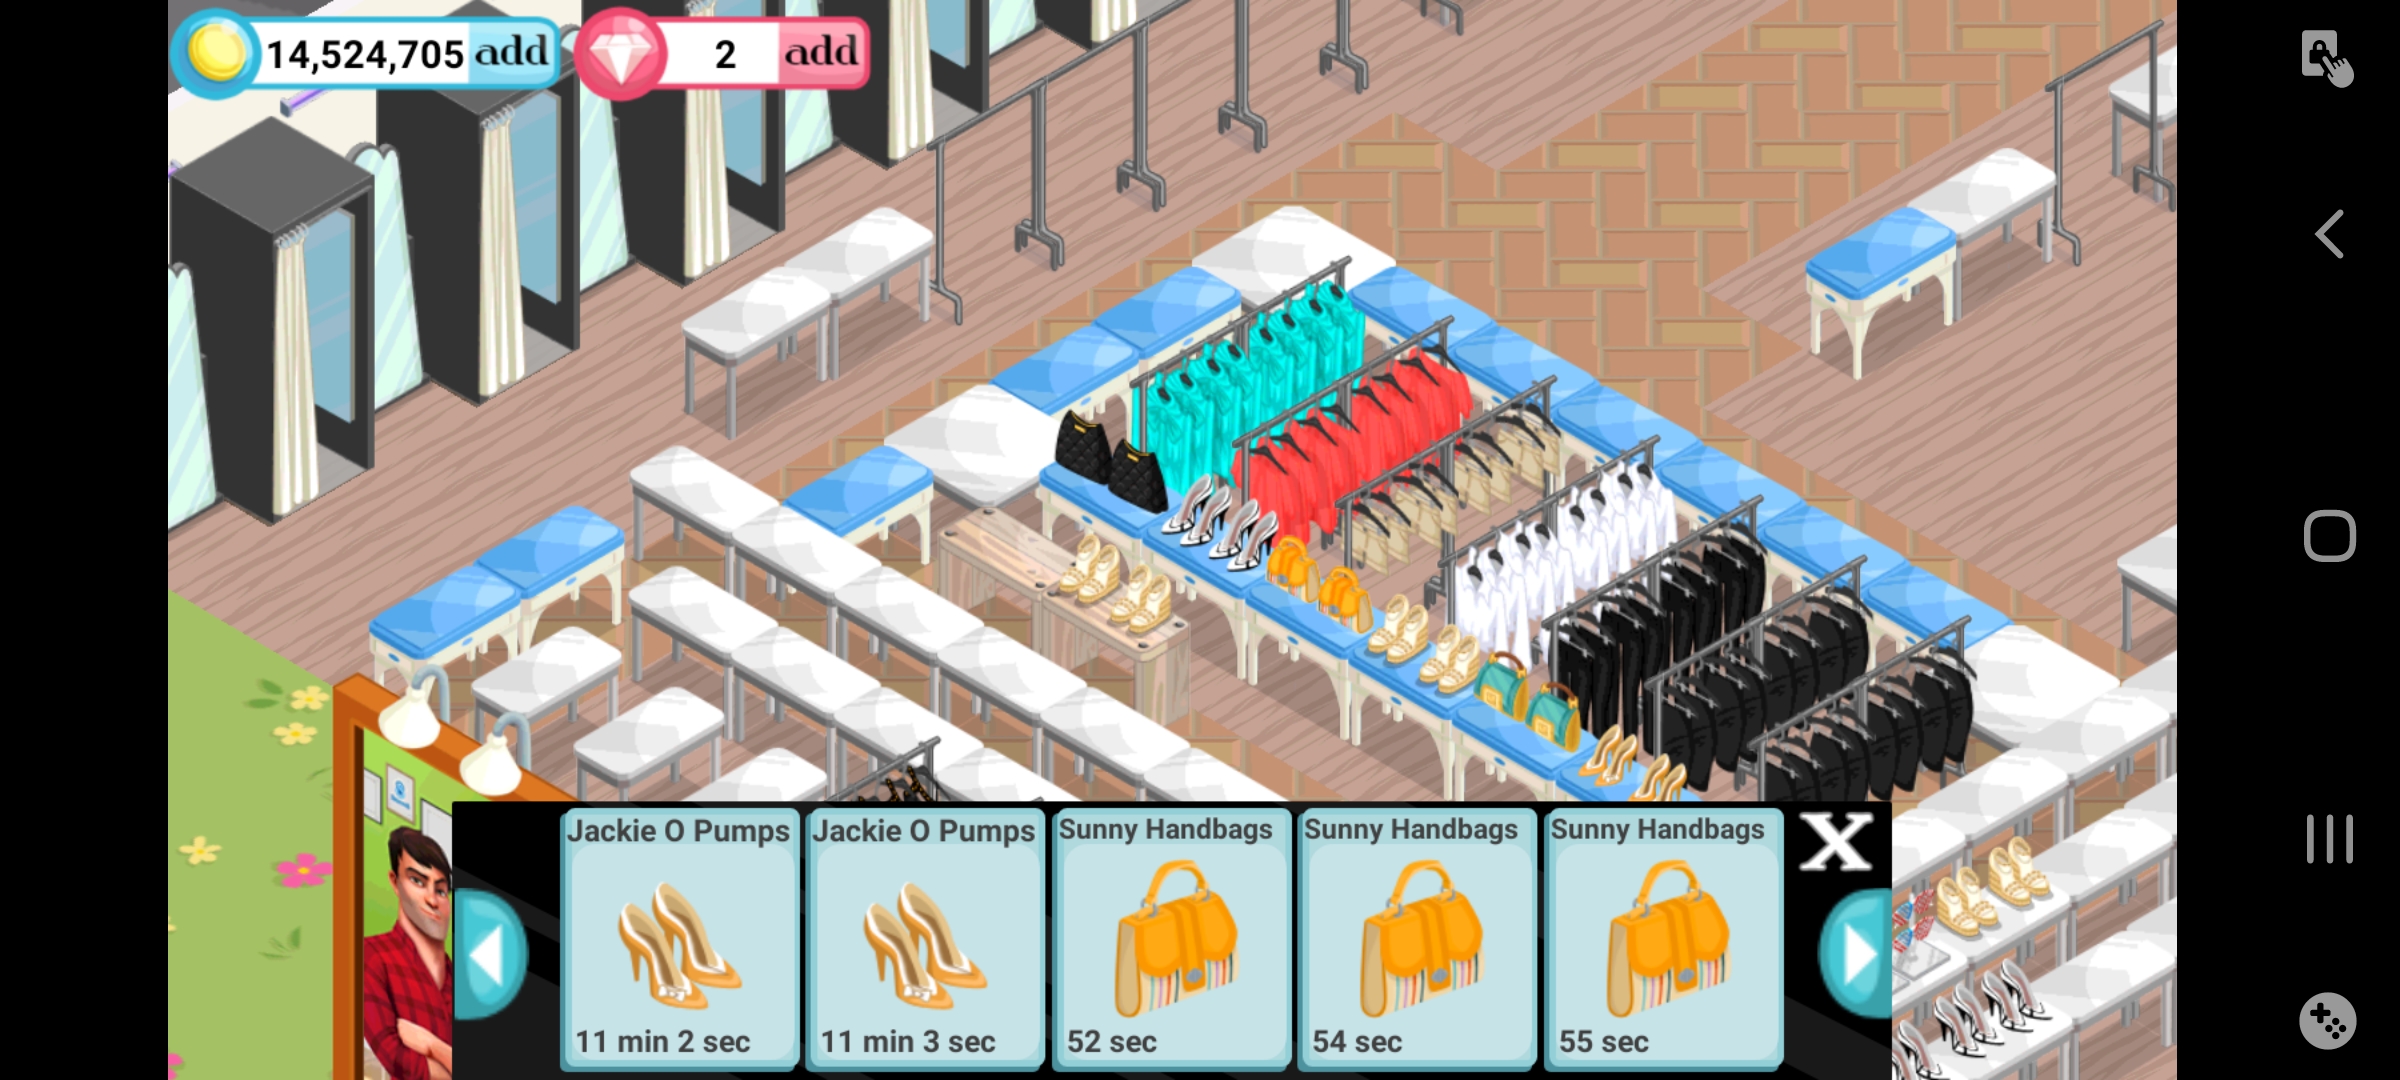 14,524,705 add
2 add
Jackie O Pumps
11 min 2 sec
Jackie O Pumps
11 min 3 sec
Sunny Handbags
52 sec
Sunny Handbags
54 sec
Sunny Handbags
55 sec
X